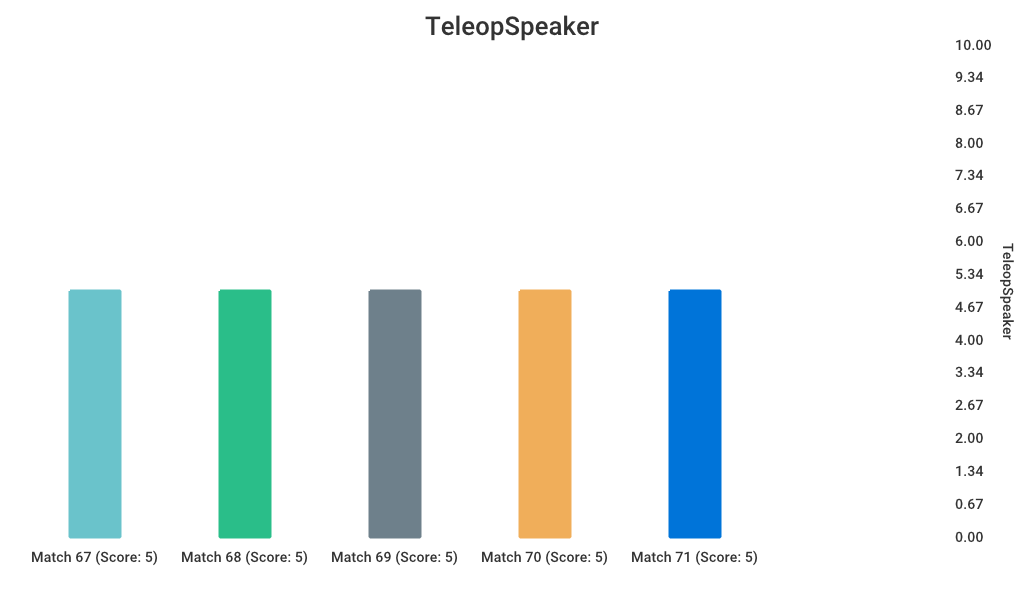 TeleopSpeaker
10.00
9.34
8.67
8.00
7.34
6.67
6.00
5.34
4.67
4.00
3.34
2.67
2.00
1.34
0.67
0.00
TeleopSpeaker
Match 67 (Score: 5)
Match 68 (Score: 5)
Match 69 (Score: 5)
Match 70 (Score: 5)
Match 71 (Score: 5)